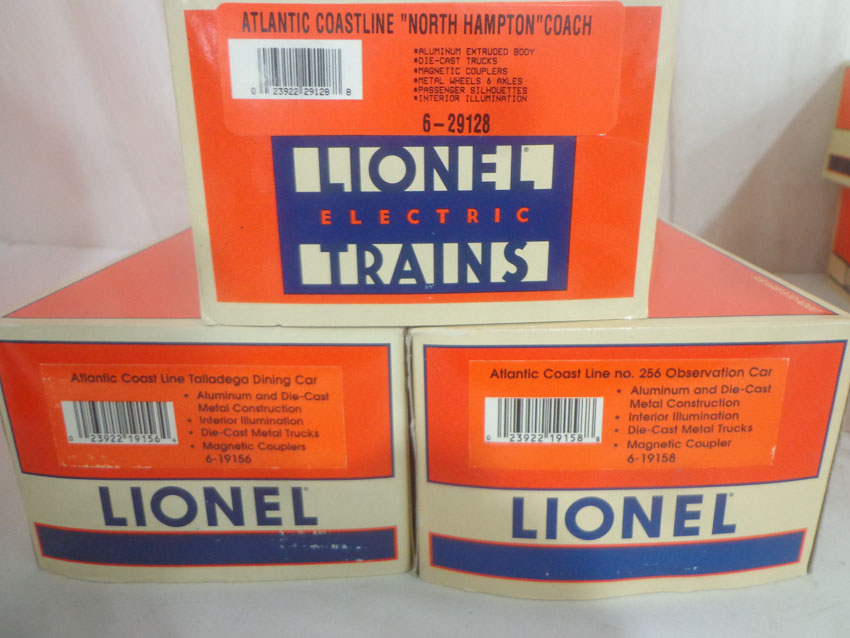 ATLANTIC COASTLINE "NORTH HAMPTON"COACH
*ALUMINUM EXTRUDED BODY
*DIE-CAST TRUCKS
*MAGNETIC COUPLERS
*METAL WHEELS & AXLES
*PASSENGER SILHOUETTES
*INTERIOR ILLUMINATION
0 23922 29128 8
6-29128
LIONEL®
ELECTRIC
TRAINS
Atlantic Coast Line Talladega Dining Car
• Aluminum and Die-Cast
Metal Construction
• Interior Illumination
• Die-Cast Metal Trucks
• Magnetic Couplers
0 23922 19156 4
6-19156
LIONEL®
Atlantic Coast Line no. 256 Observation Car
• Aluminum and Die-Cast
Metal Construction
• Interior Illumination
• Die-Cast Metal Trucks
• Magnetic Coupler
0 23922 19158 8
6-19158
LIONEL®